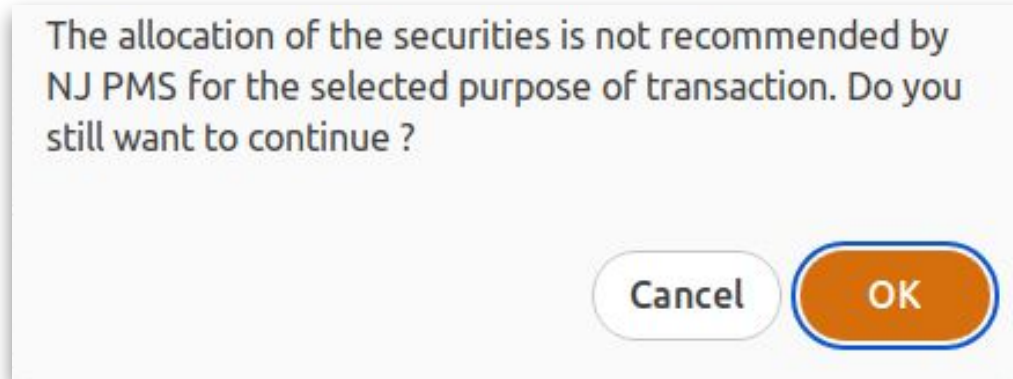 The allocation of the securities is not recommended by
NJ PMS for the selected purpose of transaction. Do you
still want to continue ?
Cancel OK